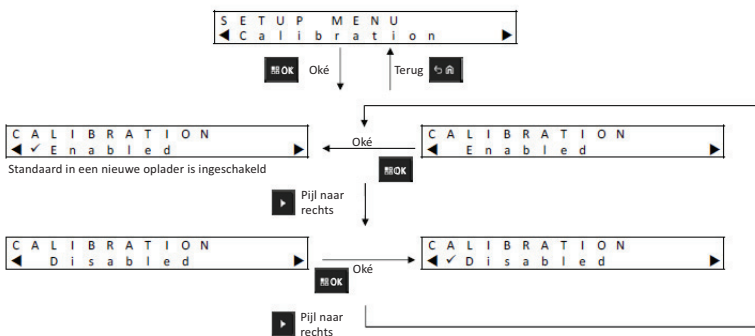 SETUP MENU
◀ Calibration ▶
OK Oké Terug
CALIBRATION
◀ ✓ Enabled ▶
Oké
OK
CALIBRATION
◀ Enabled ▶
Standaard in een nieuwe oplader is ingeschakeld
Pijl naar
rechts
CALIBRATION
◀ Disabled ▶
Oké
OK
CALIBRATION
◀ ✓ Disabled ▶
Pijl naar
rechts